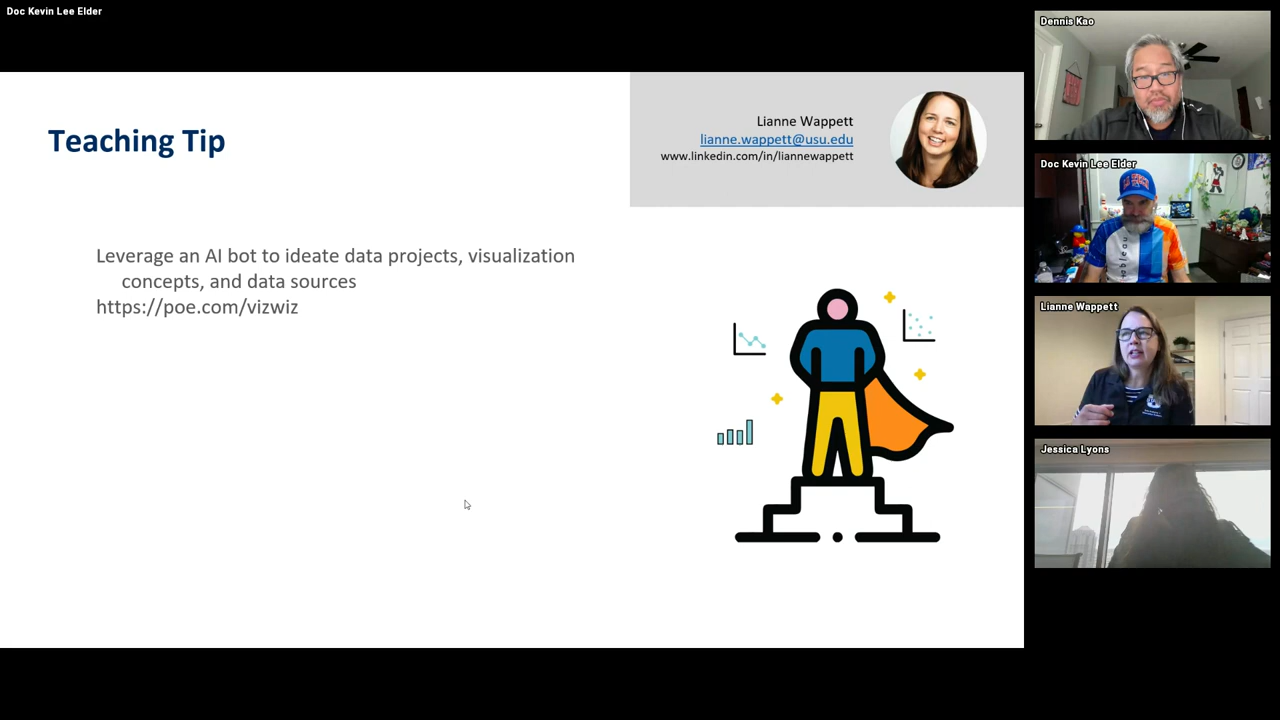 Doc Kevin Lee Elder
Teaching Tip
Lianne Wappett
lianne.wappett@usu.edu
www.linkedin.com/in/liannewappett
Leverage an AI bot to ideate data projects, visualization
concepts, and data sources
https://poe.com/vizwiz
Dennis Kao
Doc Kevin Lee Elder
Lianne Wappett
Jessica Lyons